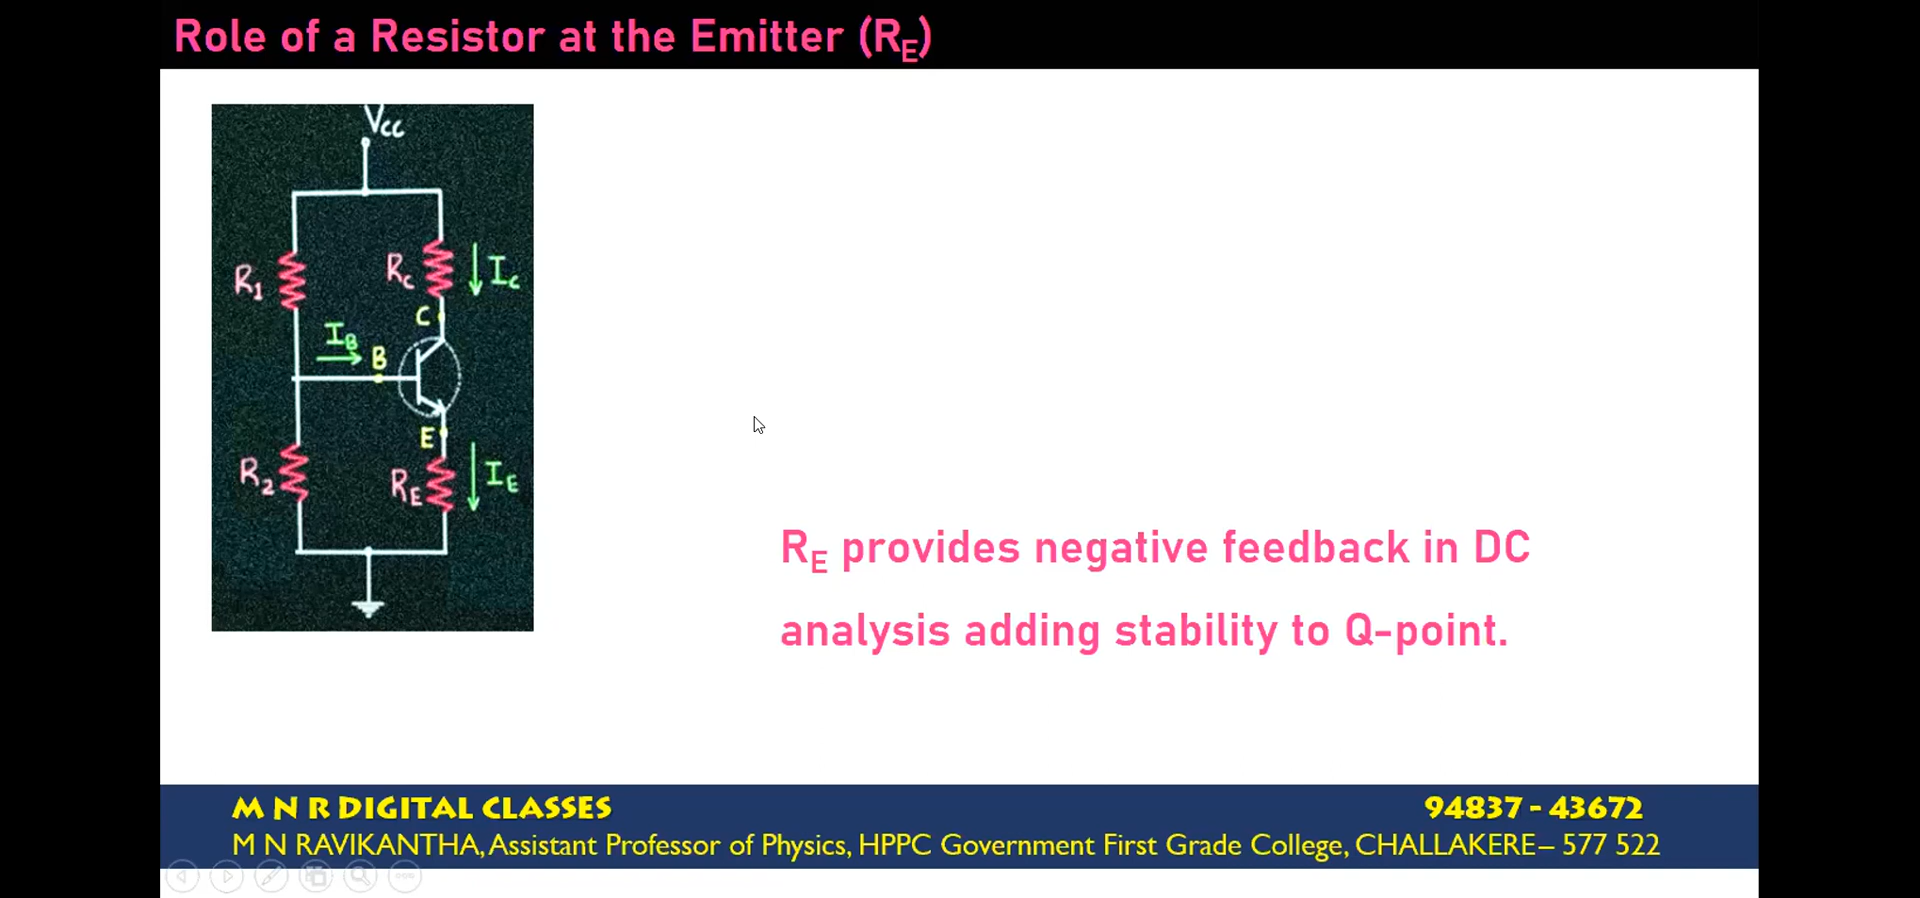 Role of a Resistor at the Emitter (RE)
VCC
R1
RC
IC
C
IB
B
E
R2
RE
IE
RE provides negative feedback in DC
analysis adding stability to Q-point.
M N R DIGITAL CLASSES
94837 - 43672
M N RAVIKANTHA, Assistant Professor of Physics, HPPC Government First Grade College, CHALLAKERE – 577 522